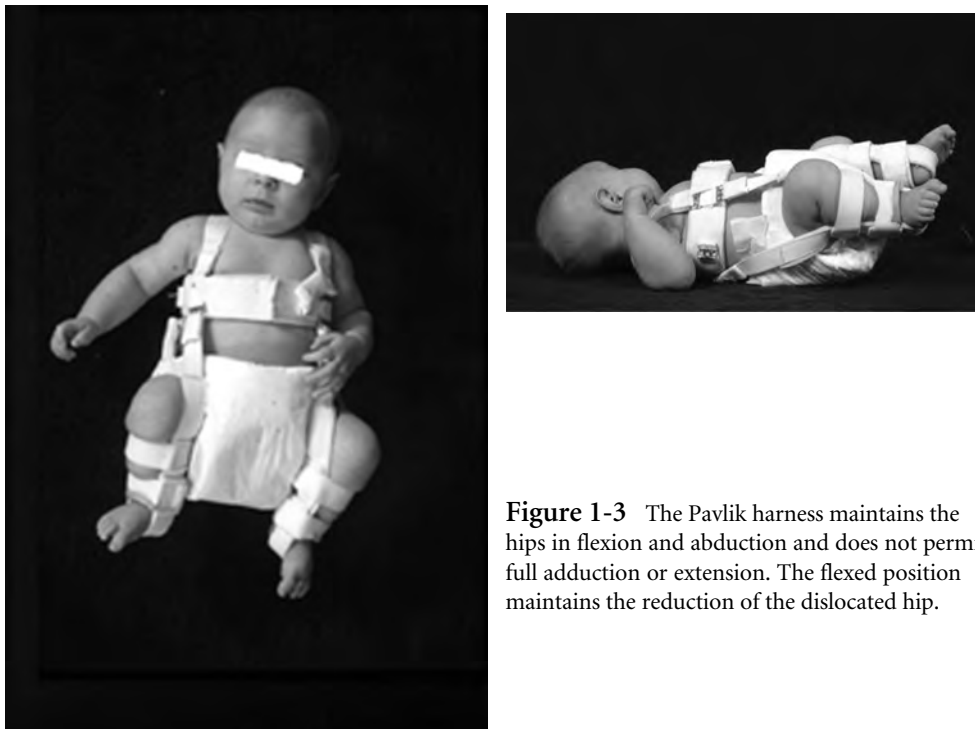 Figure 1-3 The Pavlik harness maintains the
hips in flexion and abduction and does not perm
full adduction or extension. The flexed position
maintains the reduction of the dislocated hip.